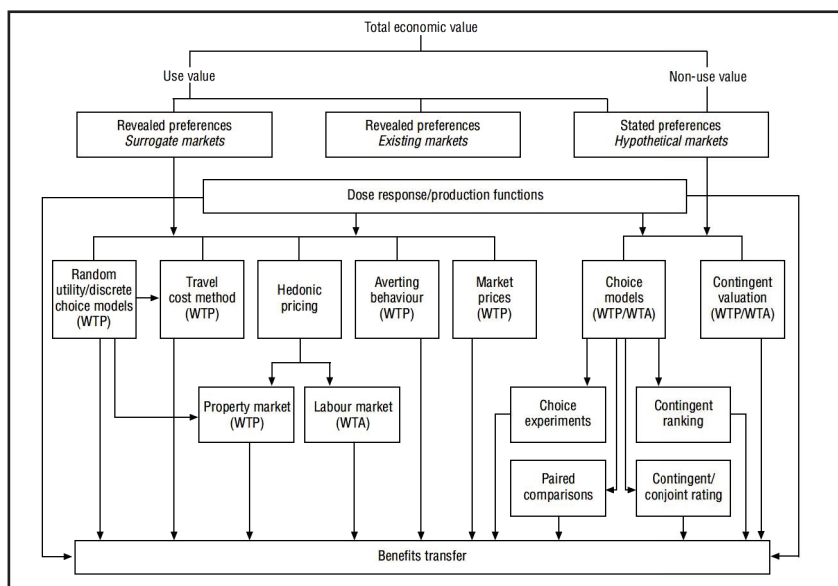 Total economic value
Use value
Non-use value
Revealed preferences
Surrogate markets
Revealed preferences
Existing markets
Stated preferences
Hypothetical markets
Dose response/production functions
Random
utility/discrete
choice models
(WTP)
Travel
cost method
(WTP)
Hedonic
pricing
Averting
behaviour
(WTP)
Market
prices
(WTP)
Choice
models
(WTP/WTA)
Contingent
valuation
(WTP/WTA)
Property market
(WTP)
Labour market
(WTA)
Choice
experiments
Contingent
ranking
Paired
comparisons
Contingent/
conjoint rating
Benefits transfer